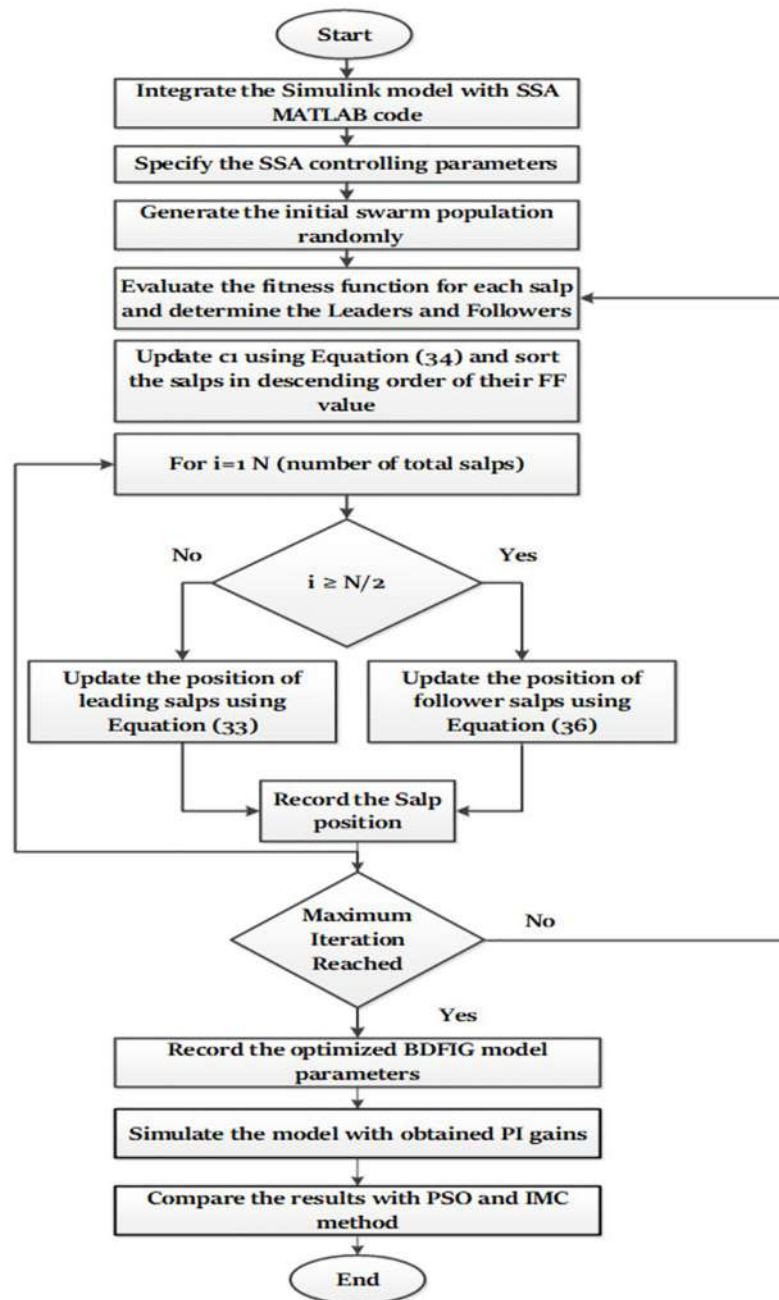 Start
Integrate the Simulink model with SSA
MATLAB code
Specify the SSA controlling parameters
Generate the initial swarm population
randomly
Evaluate the fitness function for each salp
and determine the Leaders and Followers
Update c1 using Equation (34) and sort
the salps in descending order of their FF
value
For i=1 N (number of total salps)
No
Yes
i ≥ N/2
Update the position of
leading salps using
Equation (33)
Update the position of
follower salps using
Equation (36)
Record the Salp
position
Maximum
Iteration
Reached
No
Yes
Record the optimized BDFIG model
parameters
Simulate the model with obtained PI gains
Compare the results with PSO and IMC
method
End